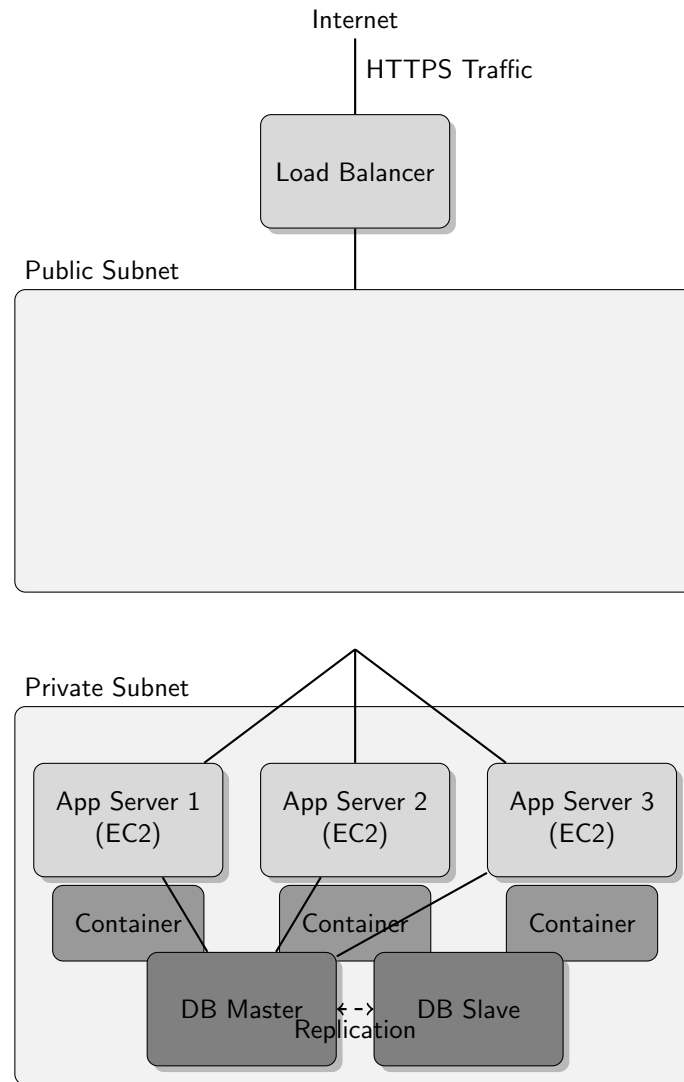 Internet
HTTPS Traffic
Load Balancer
Public Subnet
Private Subnet
App Server 1
(EC2)
App Server 2
(EC2)
App Server 3
(EC2)
Container
Container
Container
DB Master
DB Slave
Replication